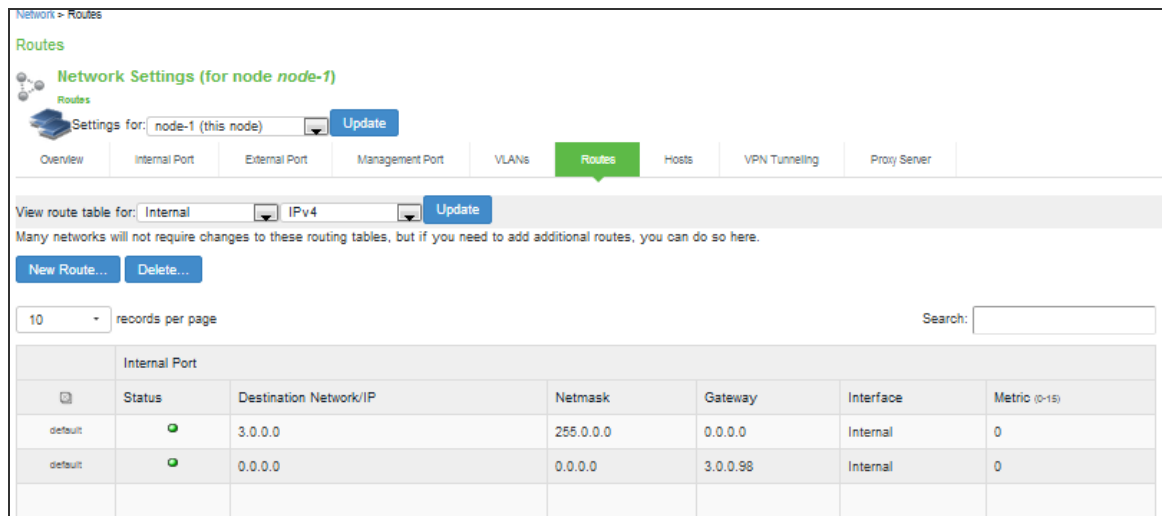 Network > Routes
Routes
Network Settings (for node node-1)
Routes
Settings for: node-1 (this node) Update
Overview Internal Port External Port Management Port VLANs Routes Hosts VPN Tunneling Proxy Server
View route table for: Internal IPv4 Update
Many networks will not require changes to these routing tables, but if you need to add additional routes, you can do so here.
New Route... Delete...
10 records per page Search:
Internal Port
Status Destination Network/IP Netmask Gateway Interface Metric (0-15)
default 3.0.0.0 255.0.0.0 0.0.0.0 Internal 0
default 0.0.0.0 0.0.0.0 3.0.0.98 Internal 0